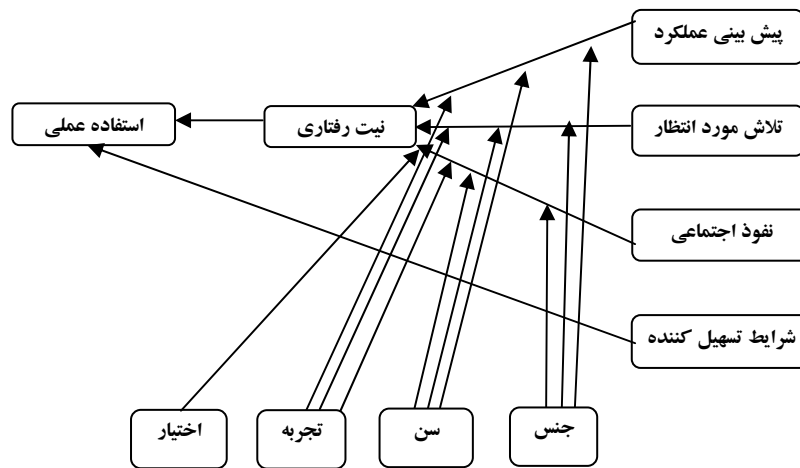 پیش بینی عملکرد
تلاش مورد انتظار
نیت رفتاری
استفاده عملی
نفوذ اجتماعی
شرایط تسهیل کننده
جنس
سن
تجربه
اختیار